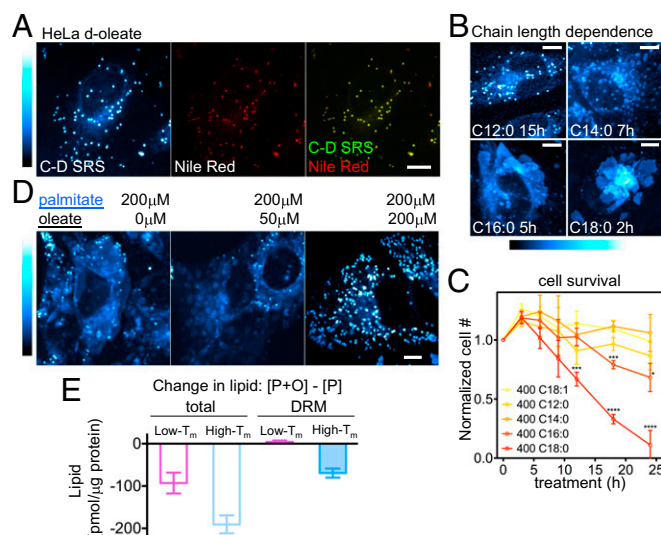 A HeLa d-oleate
C-D SRS
Nile Red
C-D SRS
Nile Red
B Chain length dependence
C12:0 15h
C14:0 7h
C16:0 5h
C18:0 2h
D palmitate 200μM 200μM 200μM
oleate 0μM 50μM 200μM
C cell survival
Normalized cell #
1.0
0.5
0.0
***
*
***
****
****
400 C18:1
400 C12:0
400 C14:0
400 C16:0
400 C18:0
0 5 10 15 20 25
treatment (h)
E Change in lipid: [P+O] - [P]
total DRM
Low-Tm High-Tm Low-Tm High-Tm
Lipid
(pmol/μg protein)
0
-100
-200